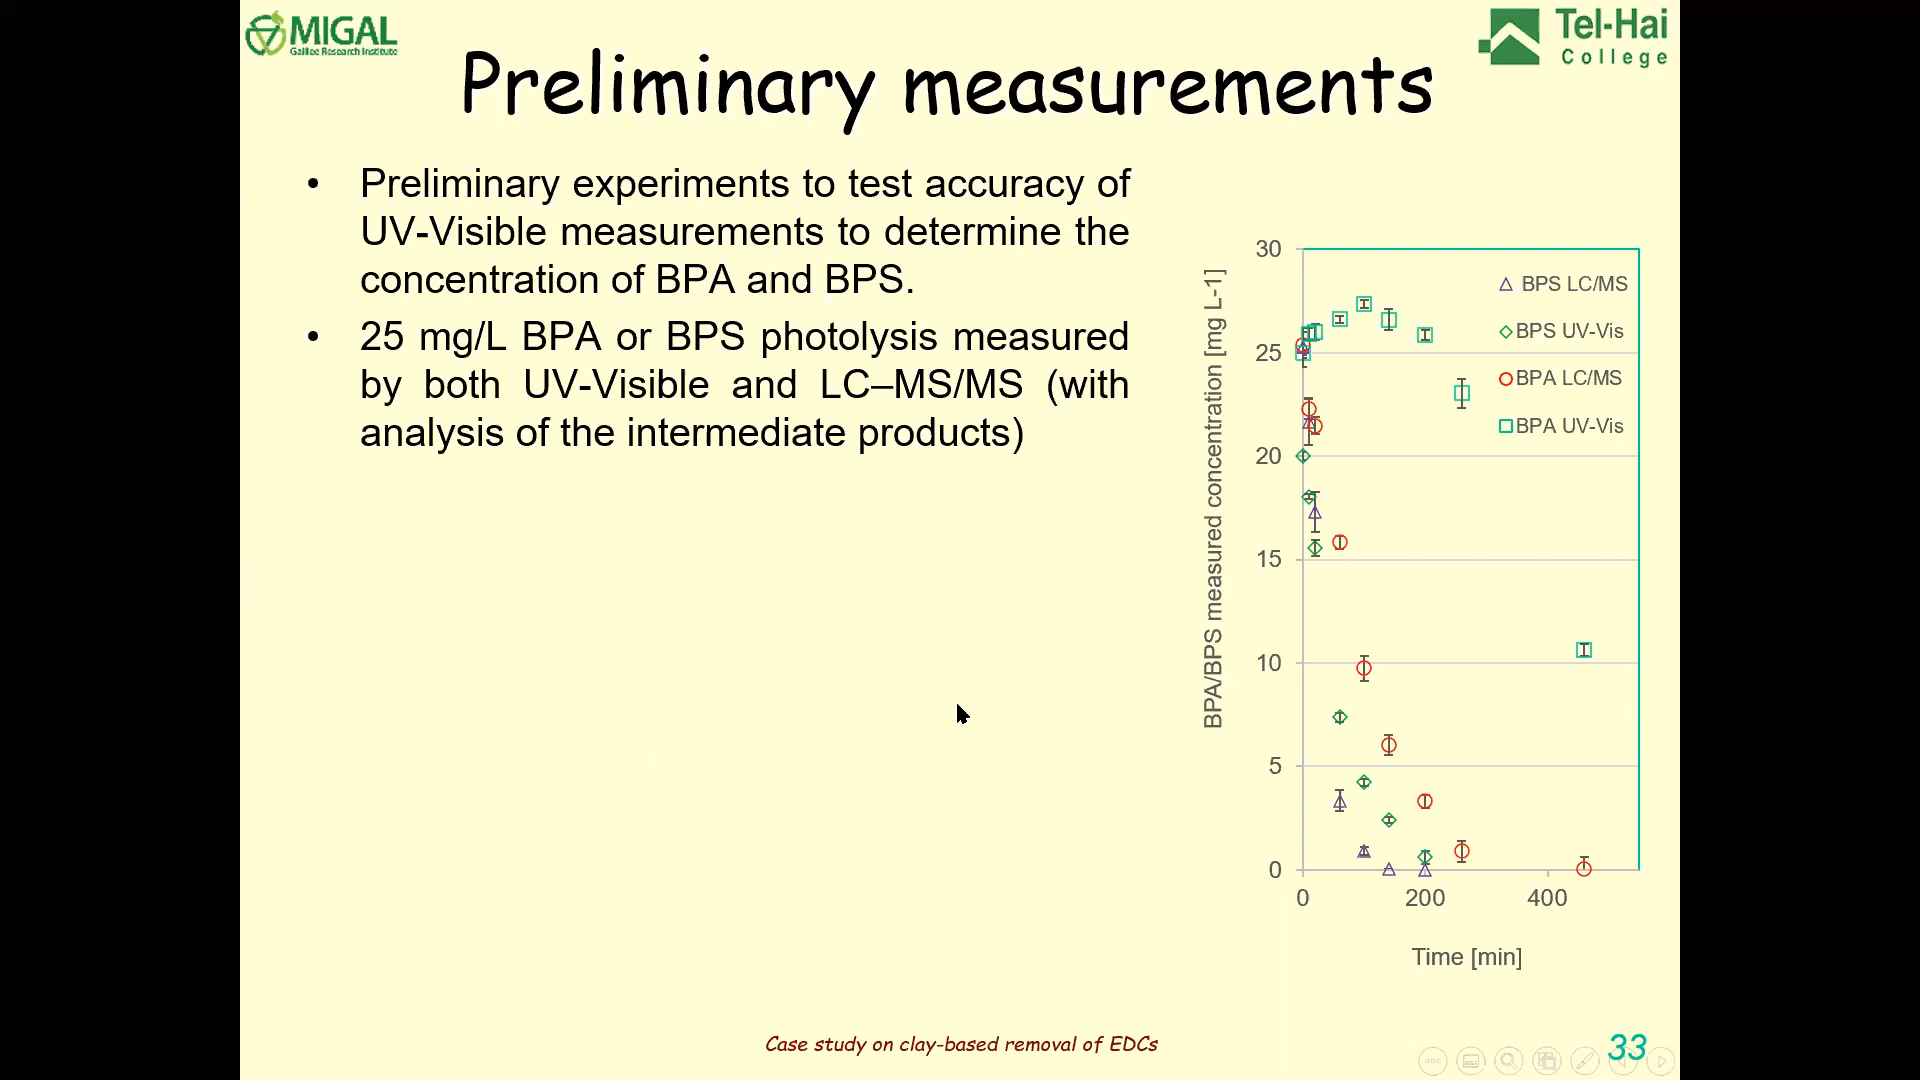 MIGAL
Galilee Research Institute
Tel-Hai
College
Preliminary measurements
• Preliminary experiments to test accuracy of
UV-Visible measurements to determine the
concentration of BPA and BPS.
• 25 mg/L BPA or BPS photolysis measured
by both UV-Visible and LC–MS/MS (with
analysis of the intermediate products)
BPA/BPS measured concentration [mg L-1]
30
25
20
15
10
5
0
BPS LC/MS
BPS UV-Vis
BPA LC/MS
BPA UV-Vis
0 200 400
Time [min]
Case study on clay-based removal of EDCs
33